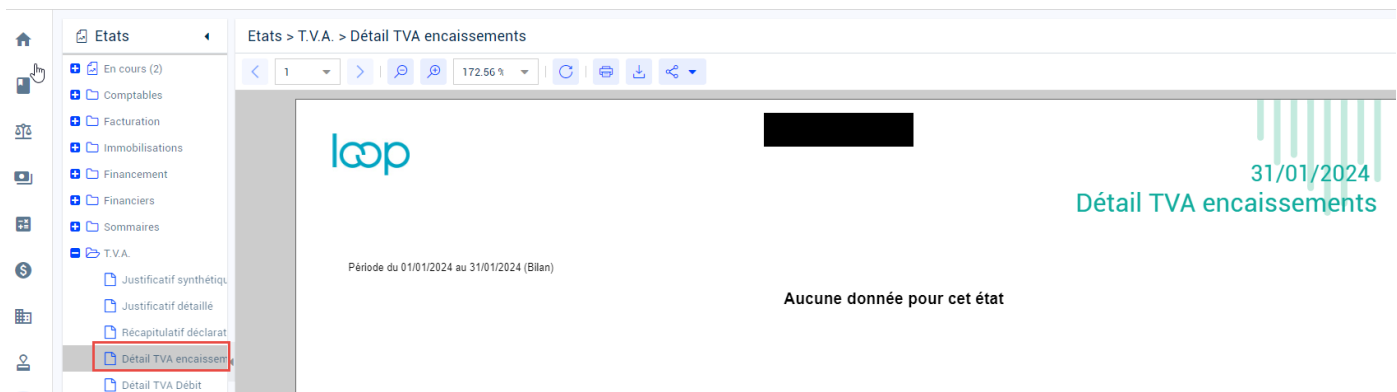 Etats
Etats > T.V.A. > Détail TVA encaissements
En cours (2)
1
172.56 %
Comptables
Facturation
Immobilisations
Financement
Financiers
Sommaires
T.V.A.
Justificatif synthétiqu
Justificatif détaillé
Récapitulatif déclarat
Détail TVA encaissem
Détail TVA Débit
loop
31/01/2024
Détail TVA encaissements
Période du 01/01/2024 au 31/01/2024 (Bilan)
Aucune donnée pour cet état